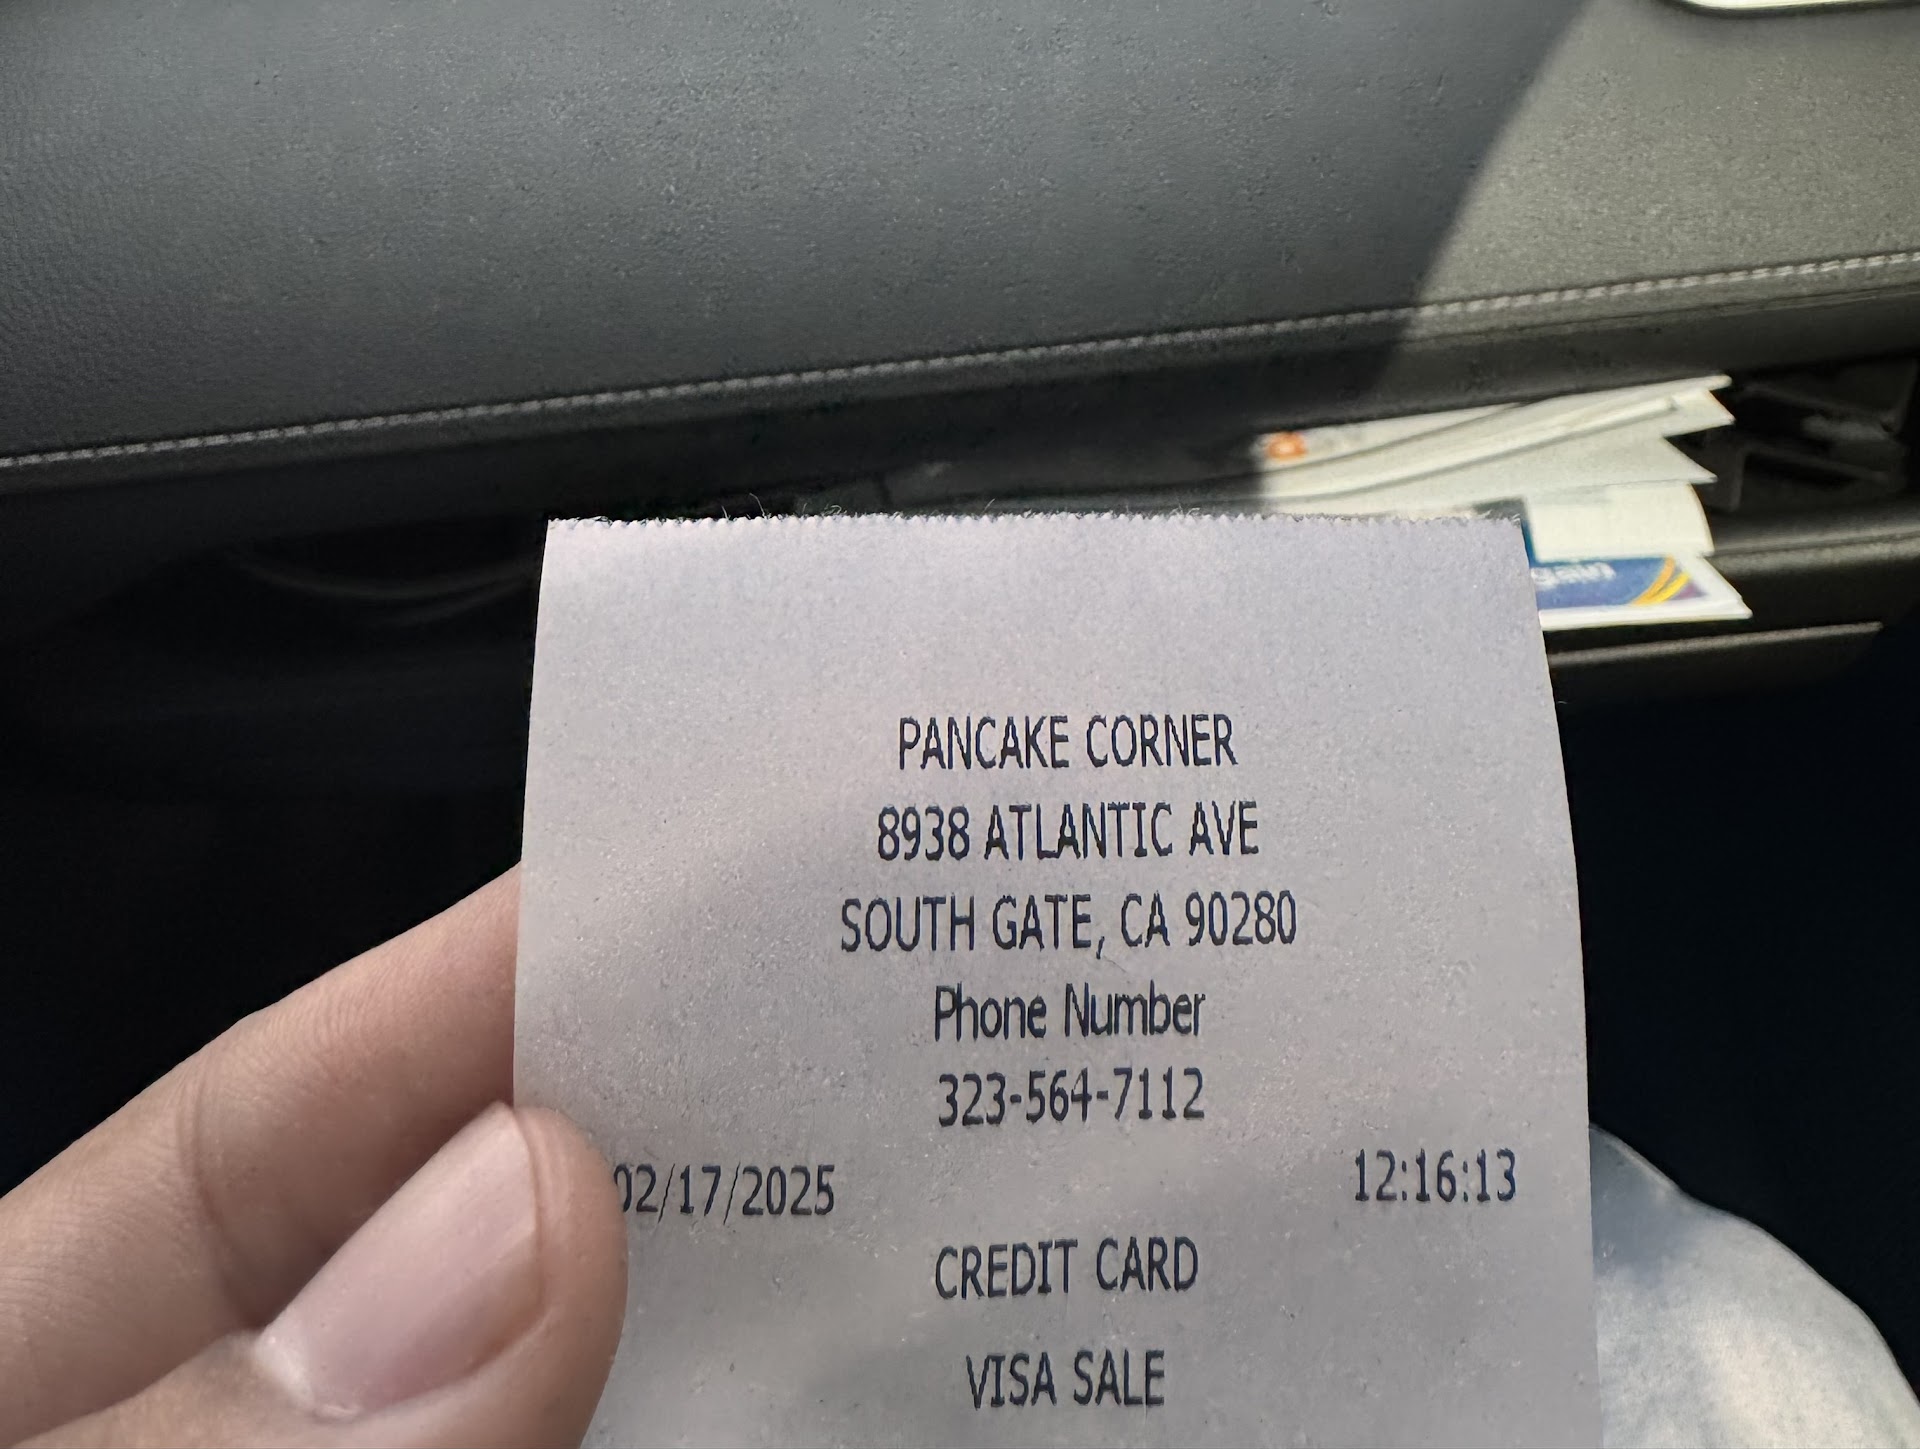 PANCAKE CORNER
8938 ATLANTIC AVE
SOUTH GATE, CA 90280
Phone Number
323-564-7112
02/17/2025 12:16:13
CREDIT CARD
VISA SALE